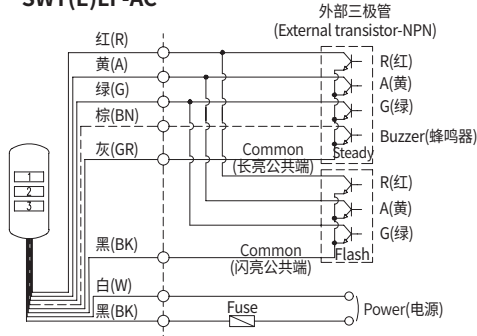 SWT(E)LF-AC
外部三极管
(External transistor-NPN)
红(R)
R(红)
黄(A)
A(黄)
绿(G)
G(绿)
棕(BN)
Buzzer(蜂鸣器)
灰(GR)
Common
Steady
(长亮公共端)
R(红)
1
2
3
A(黄)
G(绿)
黑(BK)
Common
Flash
(闪亮公共端)
白(W)
Fuse
Power(电源)
黑(BK)